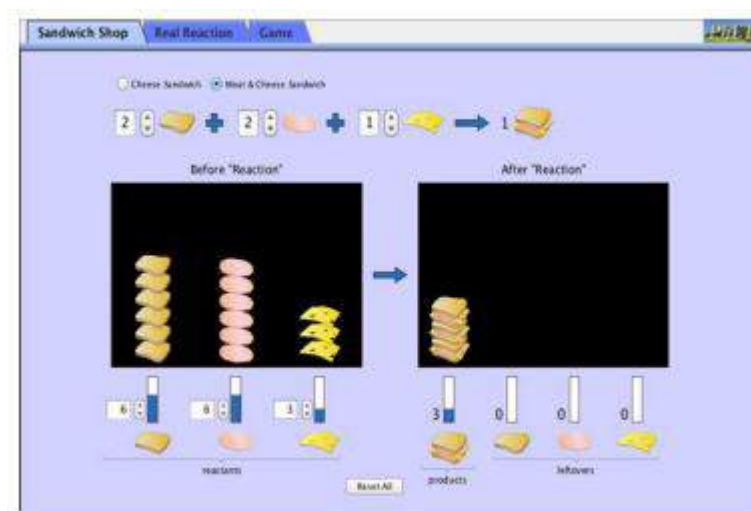 Sandwich Shop Real Reaction Game
Cheese Sandwich Meat & Cheese Sandwich
2 2 1 1
Before "Reaction" After "Reaction"
6 6 3 3 0 0 0
reactants products leftovers
Reset All